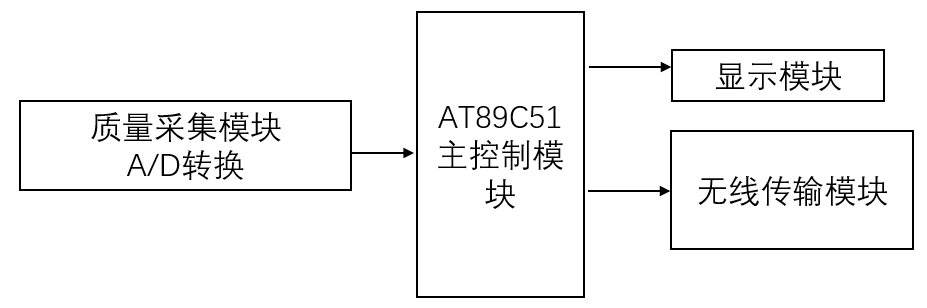 质量采集模块
A/D转换
AT89C51
主控制模
块
显示模块
无线传输模块